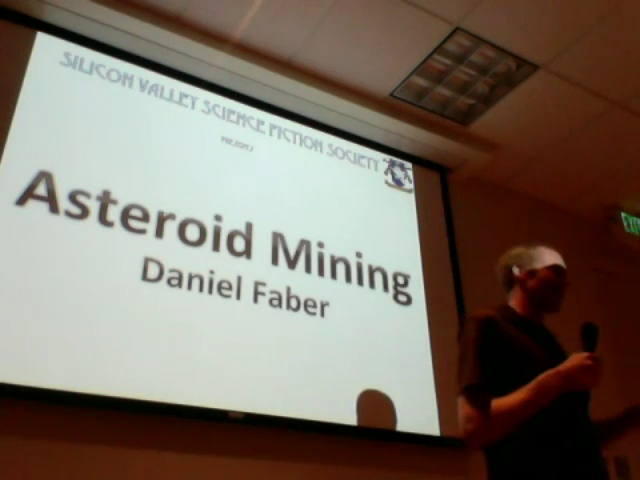 SILICON VALLEY SCIENCE FICTION SOCIETY
Asteroid Mining
Daniel Faber